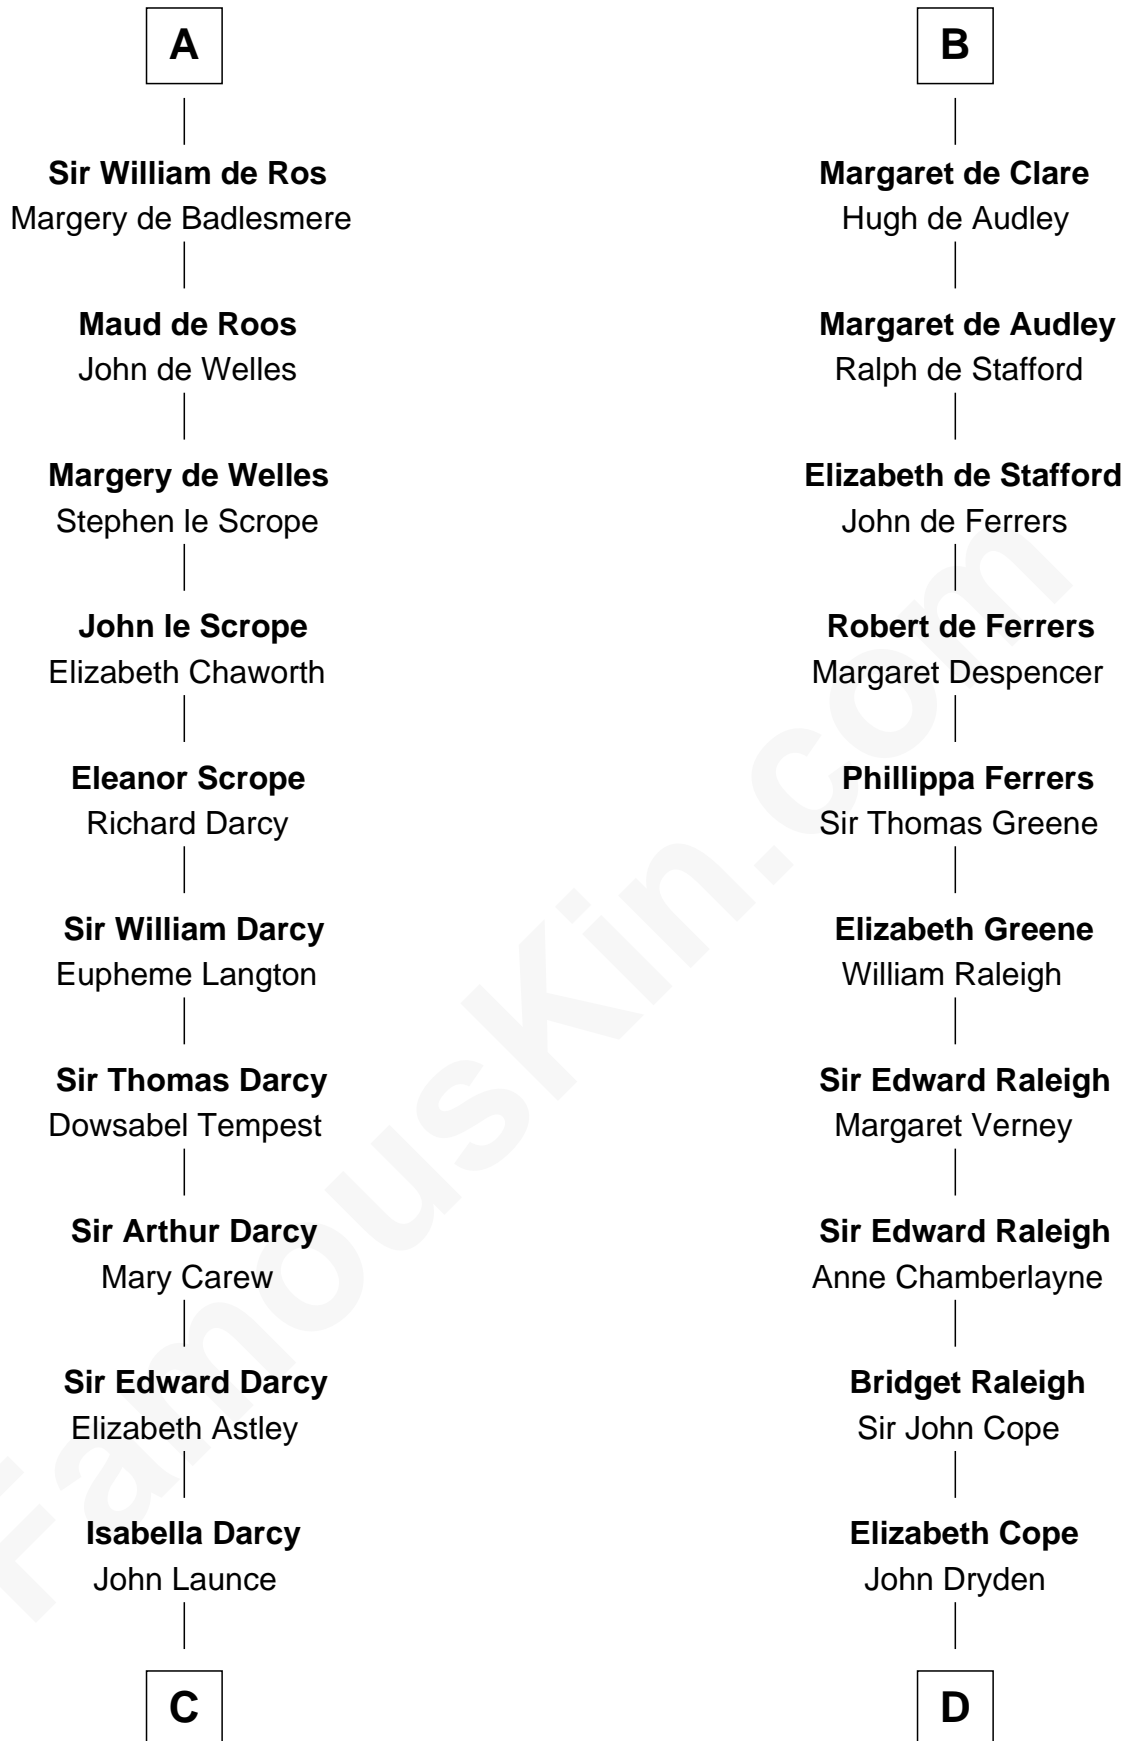 A
Sir William de Ros
Margery de Badlesmere
Maud de Roos
John de Welles
Margery de Welles
Stephen le Scrope
John le Scrope
Elizabeth Chaworth
Eleanor Scrope
Richard Darcy
Sir William Darcy
Eupheme Langton
Sir Thomas Darcy
Dowsabel Tempest
Sir Arthur Darcy
Mary Carew
Sir Edward Darcy
Elizabeth Astley
Isabella Darcy
John Launce
C
B
Margaret de Clare
Hugh de Audley
Margaret de Audley
Ralph de Stafford
Elizabeth de Stafford
John de Ferrers
Robert de Ferrers
Margaret Despencer
Phillippa Ferrers
Sir Thomas Greene
Elizabeth Greene
William Raleigh
Sir Edward Raleigh
Margaret Verney
Sir Edward Raleigh
Anne Chamberlayne
Bridget Raleigh
Sir John Cope
Elizabeth Cope
John Dryden
D
FamousKin.com